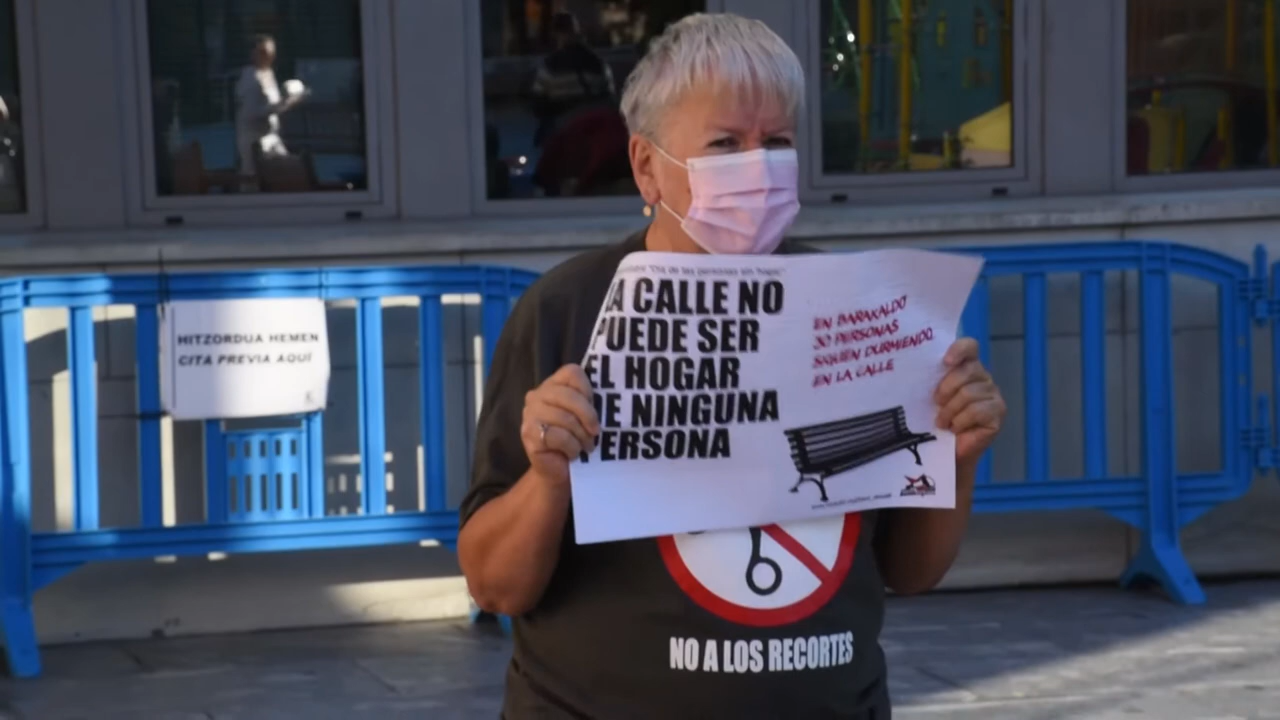 "Día de las personas sin hogar"
LA CALLE NO
PUEDE SER
EL HOGAR
DE NINGUNA
PERSONA
EN BARAKALDO
30 PERSONAS
SIGUEN DURMIENDO
EN LA CALLE
HITZORDUA HEMEN
CITA PREVIA AQUÍ
NO A LOS RECORTES